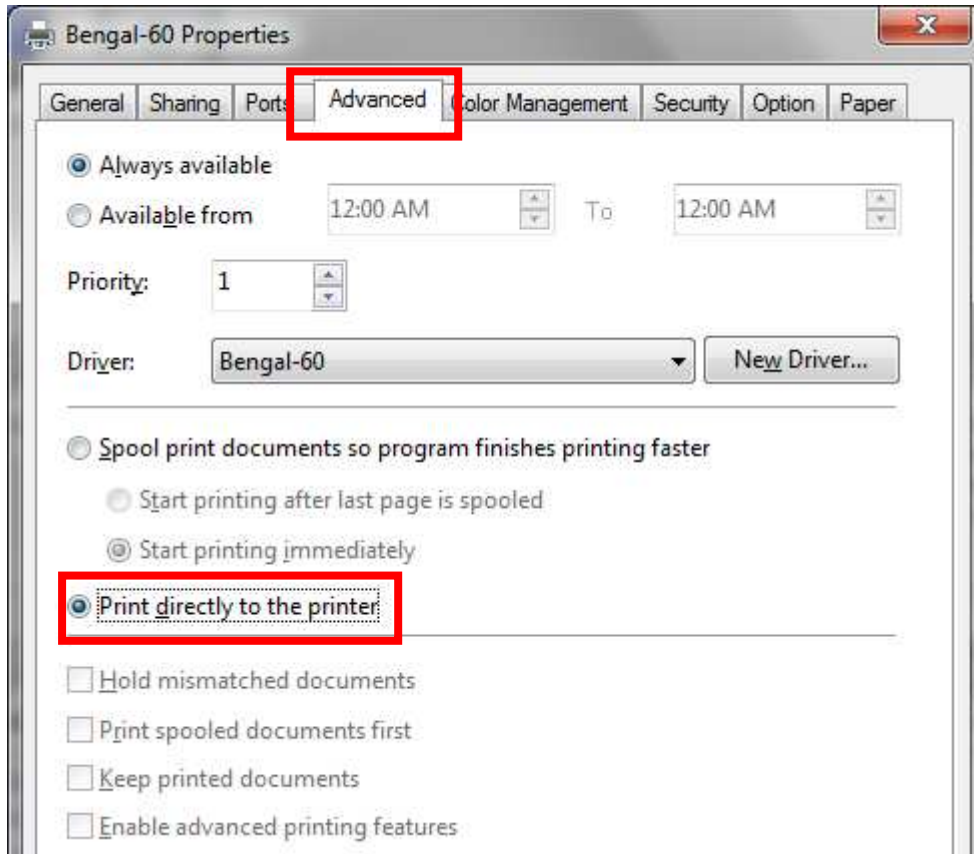 Bengal-60 Properties
General Sharing Ports Advanced Color Management Security Option Paper
Always available
Available from 12:00 AM To 12:00 AM
Priority: 1
Driver: Bengal-60 New Driver...
Spool print documents so program finishes printing faster
Start printing after last page is spooled
Start printing immediately
Print directly to the printer
Hold mismatched documents
Print spooled documents first
Keep printed documents
Enable advanced printing features